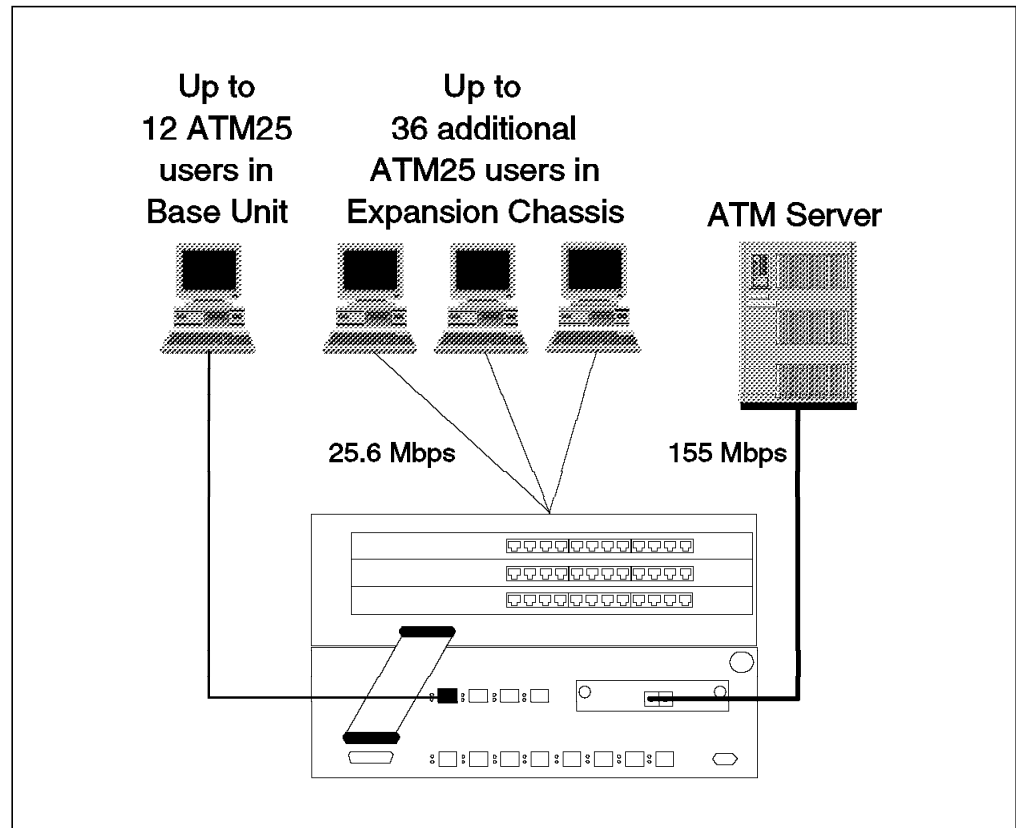 Up to
12 ATM25
users in
Base Unit
Up to
36 additional
ATM25 users in
Expansion Chassis
ATM Server
25.6 Mbps
155 Mbps